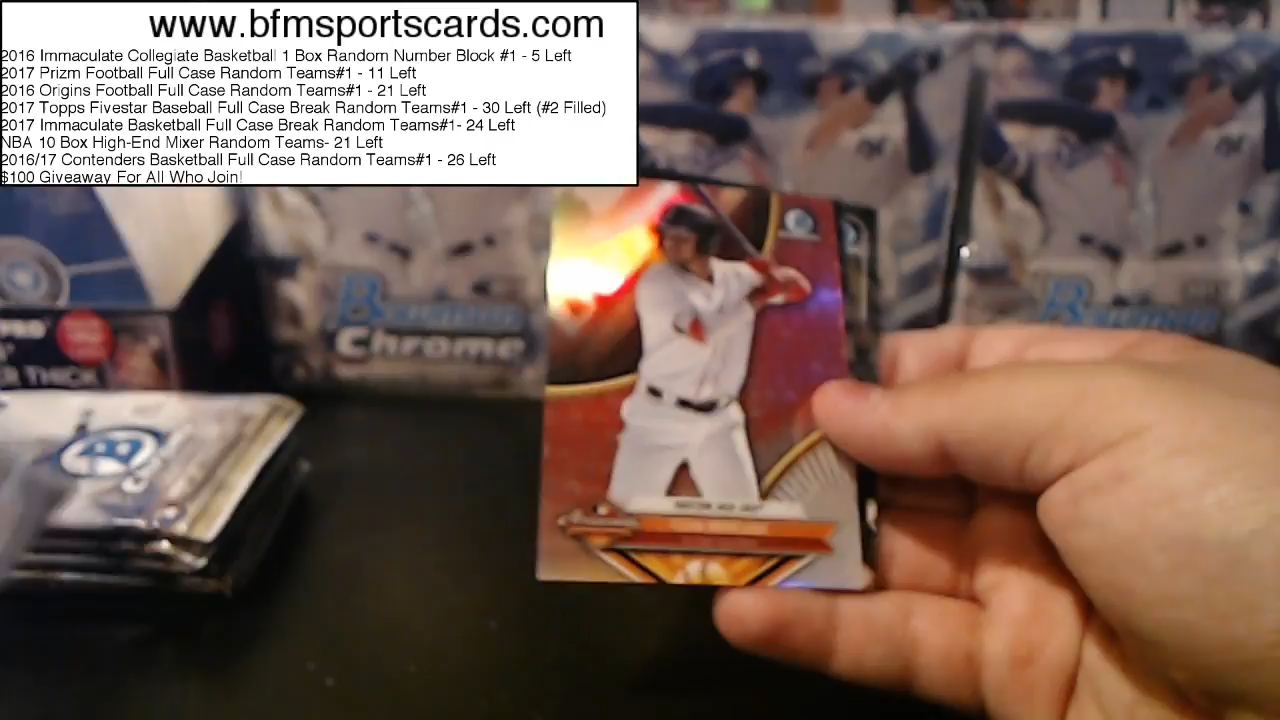 www.bfmsportscards.com
2016 Immaculate Collegiate Basketball 1 Box Random Number Block #1 - 5 Left
2017 Prizm Football Full Case Random Teams#1 - 11 Left
2016 Origins Football Full Case Random Teams#1 - 21 Left
2017 Topps Fivestar Baseball Full Case Break Random Teams#1 - 30 Left (#2 Filled)
2017 Immaculate Basketball Full Case Break Random Teams#1- 24 Left
NBA 10 Box High-End Mixer Random Teams- 21 Left
2016/17 Contenders Basketball Full Case Random Teams#1 - 26 Left
$100 Giveaway For All Who Join!
Bowman
Chrome
Bowman
THICK